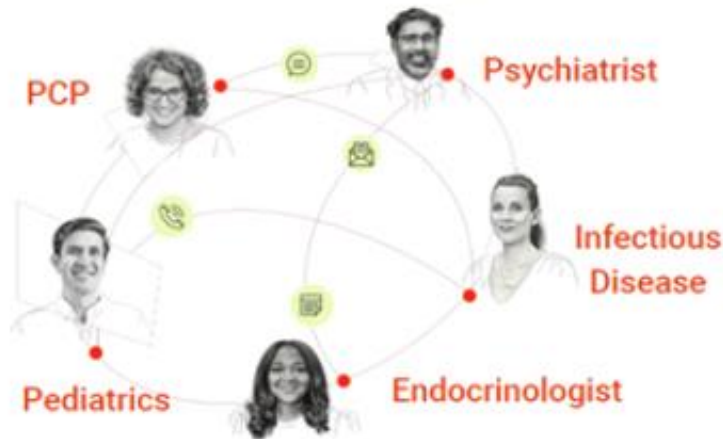 PCP
Psychiatrist
Infectious
Disease
Pediatrics
Endocrinologist